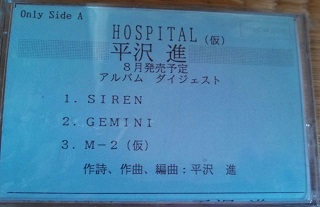 Only Side A
HOSPITAL(仮)
平沢 進
8月発売予定
アルバム ダイジェスト
1. SIREN
2. GEMINI
3. M-2(仮)
作詩、作曲、編曲:平沢 進